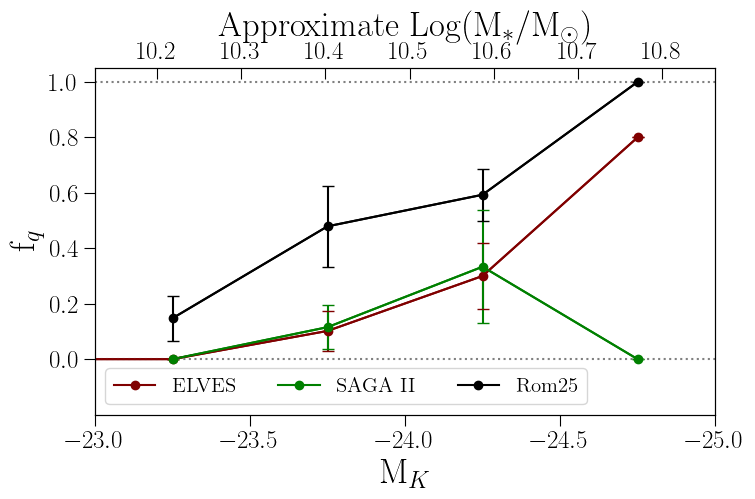 Approximate Log(M*/M☉)
10.2 10.3 10.4 10.5 10.6 10.7 10.8
1.0
0.8
0.6
f_q
0.4
0.2
0.0
ELVES SAGA II Rom25
−23.0 −23.5 −24.0 −24.5 −25.0
M_K